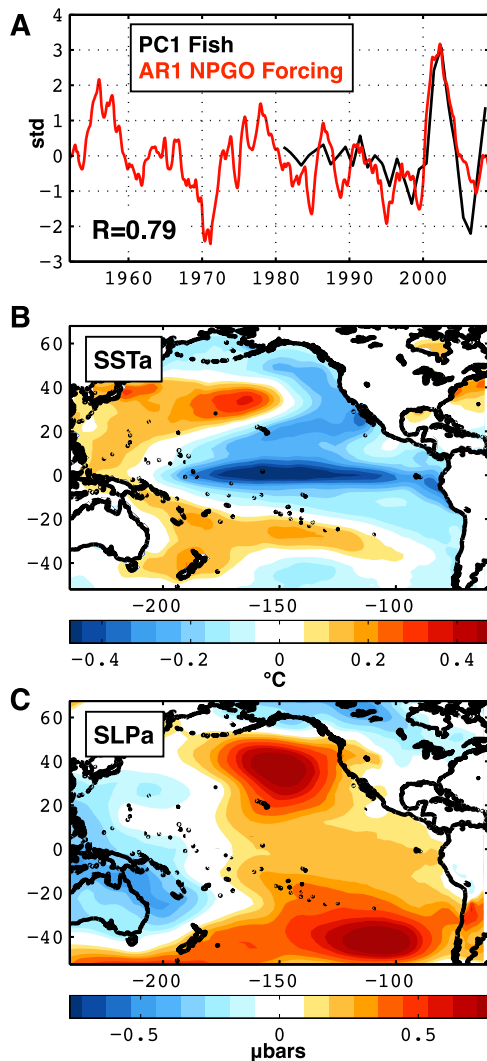 A
4
3
2
1
0
−1
−2
−3
std
PC1 Fish
AR1 NPGO Forcing
R=0.79
1960 1970 1980 1990 2000
B
SSTa
60
40
20
0
−20
−40
−200 −150 −100
−0.4 −0.2 0 0.2 0.4
°C
C
SLPa
60
40
20
0
−20
−40
−200 −150 −100
−0.5 0 0.5
µbars